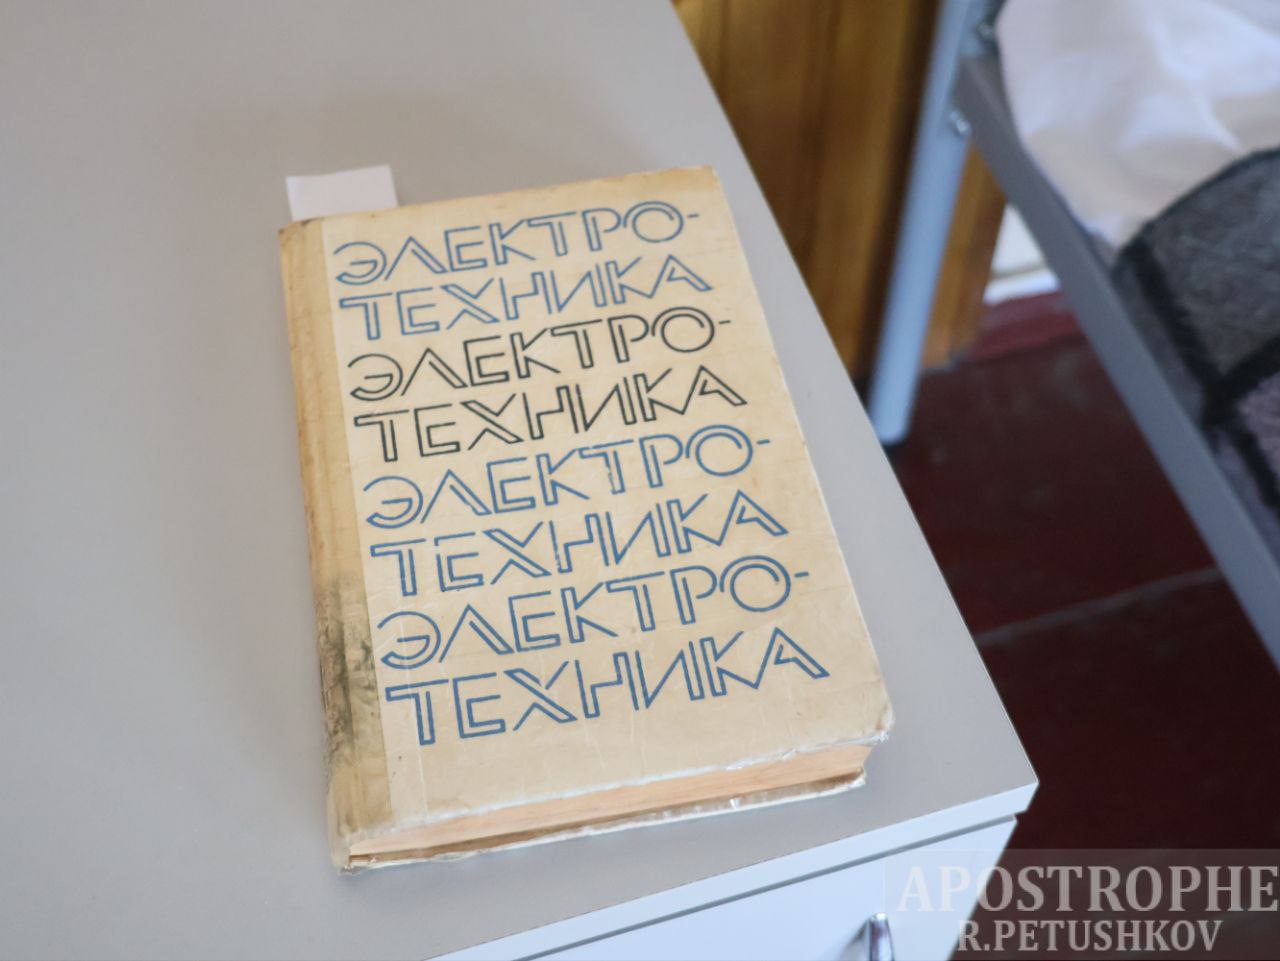 ЭЛЕКТРО-
ТЕХНИКА
ЭЛЕКТРО-
ТЕХНИКА
ЭЛЕКТРО-
ТЕХНИКА
ЭЛЕКТРО-
ТЕХНИКА
APOSTROPHE
R.PETUSHKOV